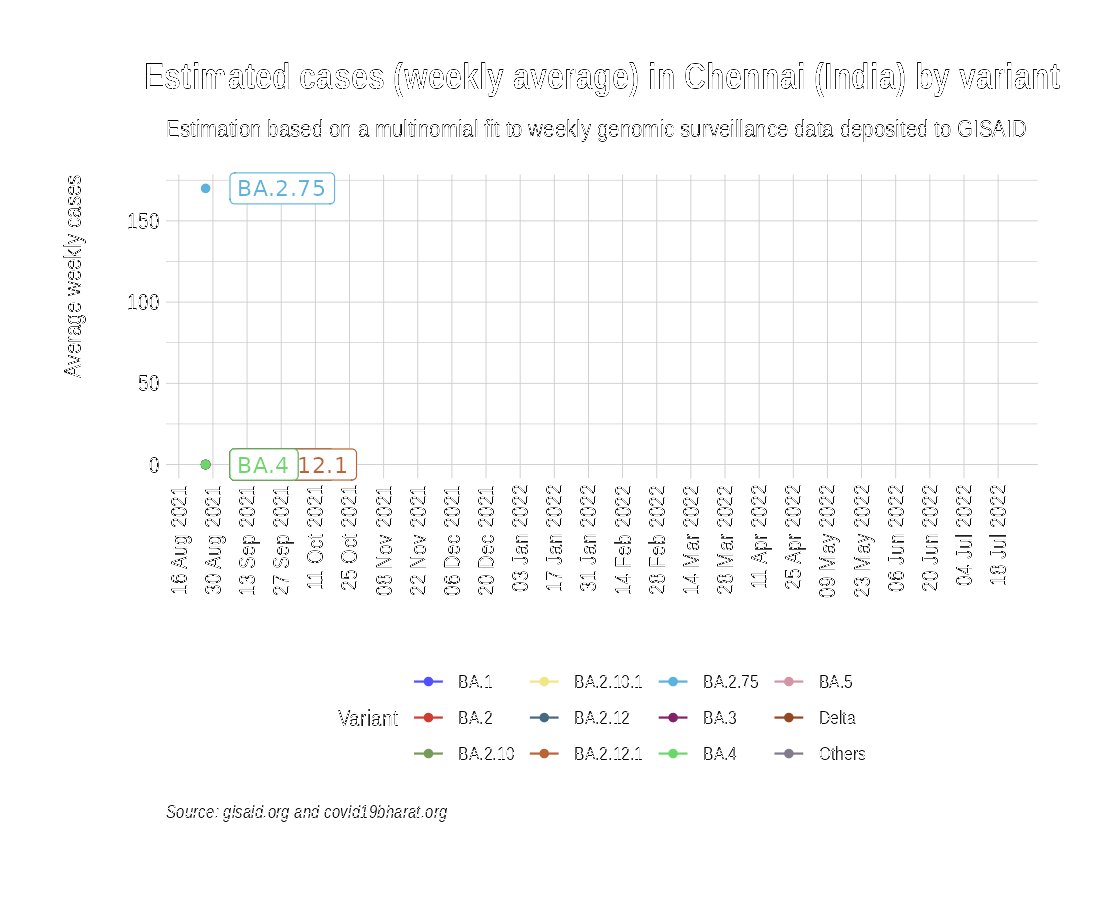 Estimated cases (weekly average) in Chennai (India) by variant
Estimation based on a multinomial fit to weekly genomic surveillance data deposited to GISAID
Average weekly cases
150
100
50
0
BA.2.75
BA.4 12.1
16 Aug 2021
30 Aug 2021
13 Sep 2021
27 Sep 2021
11 Oct 2021
25 Oct 2021
08 Nov 2021
22 Nov 2021
06 Dec 2021
20 Dec 2021
03 Jan 2022
17 Jan 2022
31 Jan 2022
14 Feb 2022
28 Feb 2022
14 Mar 2022
28 Mar 2022
11 Apr 2022
25 Apr 2022
09 May 2022
23 May 2022
06 Jun 2022
20 Jun 2022
04 Jul 2022
18 Jul 2022
Variant
BA.1 BA.2.10.1 BA.2.75 BA.5
BA.2 BA.2.12 BA.3 Delta
BA.2.10 BA.2.12.1 BA.4 Others
Source: gisaid.org and covid19bharat.org